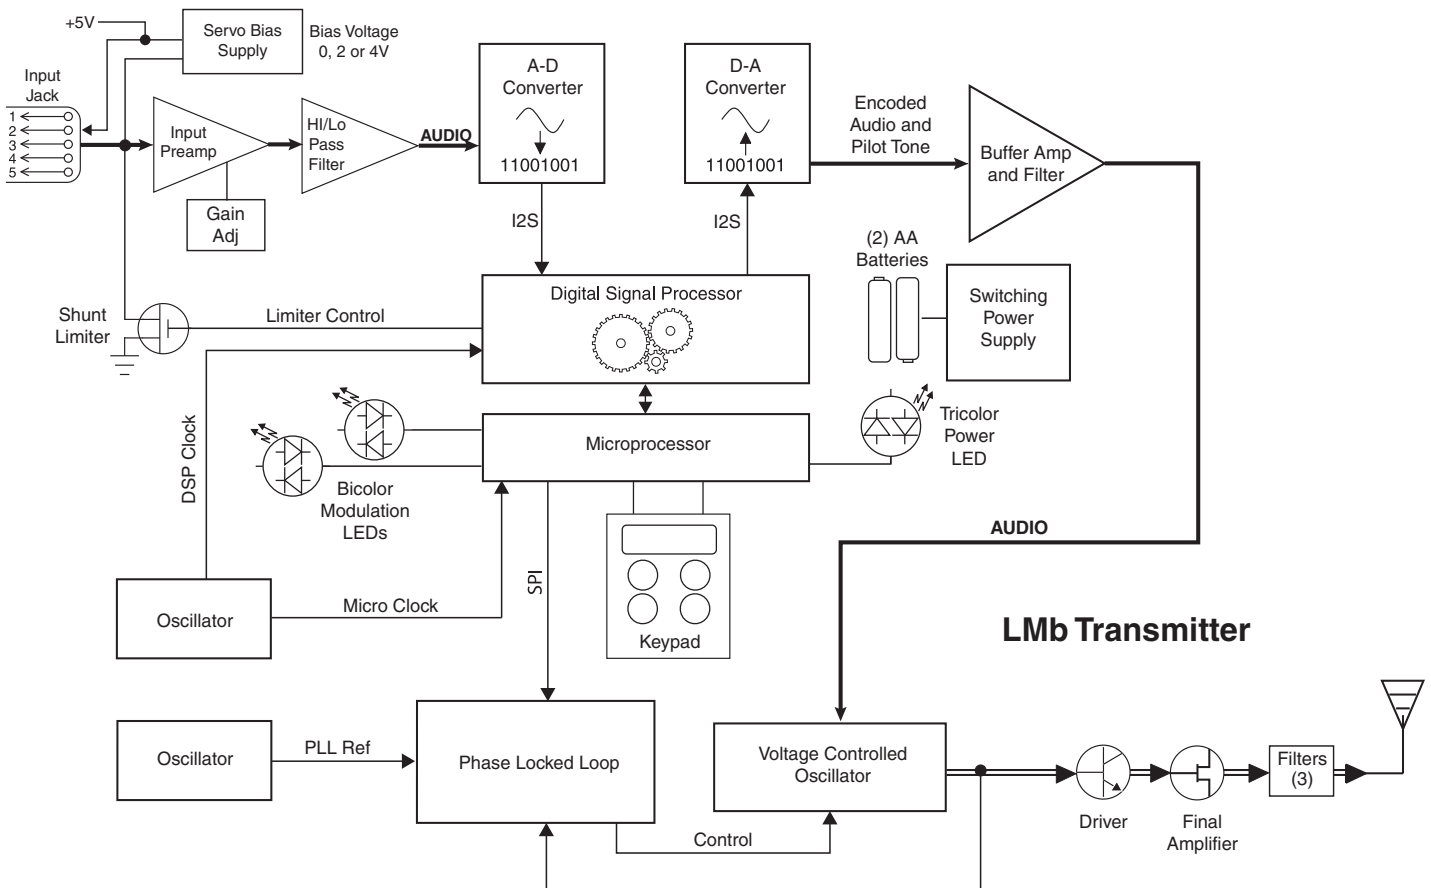 +5V
Servo Bias
Supply
Bias Voltage
0, 2 or 4V
Input
Jack
1
2
3
4
5
Input
Preamp
Gain
Adj
HI/Lo
Pass
Filter
AUDIO
A-D
Converter
11001001
D-A
Converter
11001001
Encoded
Audio and
Pilot Tone
Buffer Amp
and Filter
I2S
I2S
(2) AA
Batteries
Switching
Power
Supply
Shunt
Limiter
Limiter Control
Digital Signal Processor
DSP Clock
Bicolor
Modulation
LEDs
Microprocessor
Tricolor
Power
LED
AUDIO
SPI
Keypad
Oscillator
Micro Clock
LMb Transmitter
Oscillator
PLL Ref
Phase Locked Loop
Control
Voltage Controlled
Oscillator
Driver
Final
Amplifier
Filters
(3)